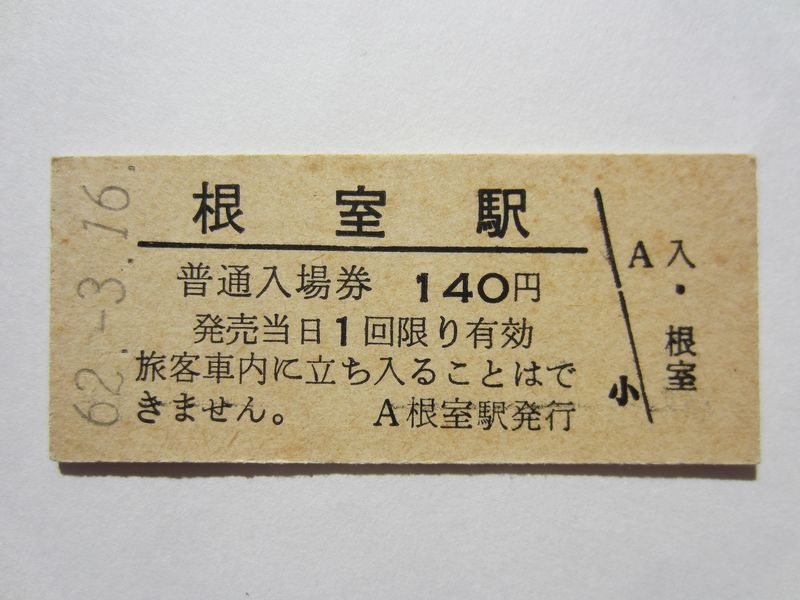 62.-3.16.
根室駅
普通入場券 140円
発売当日1回限り有効
旅客車内に立ち入ることはで
きません。 A根室駅発行
小
A
入・根室